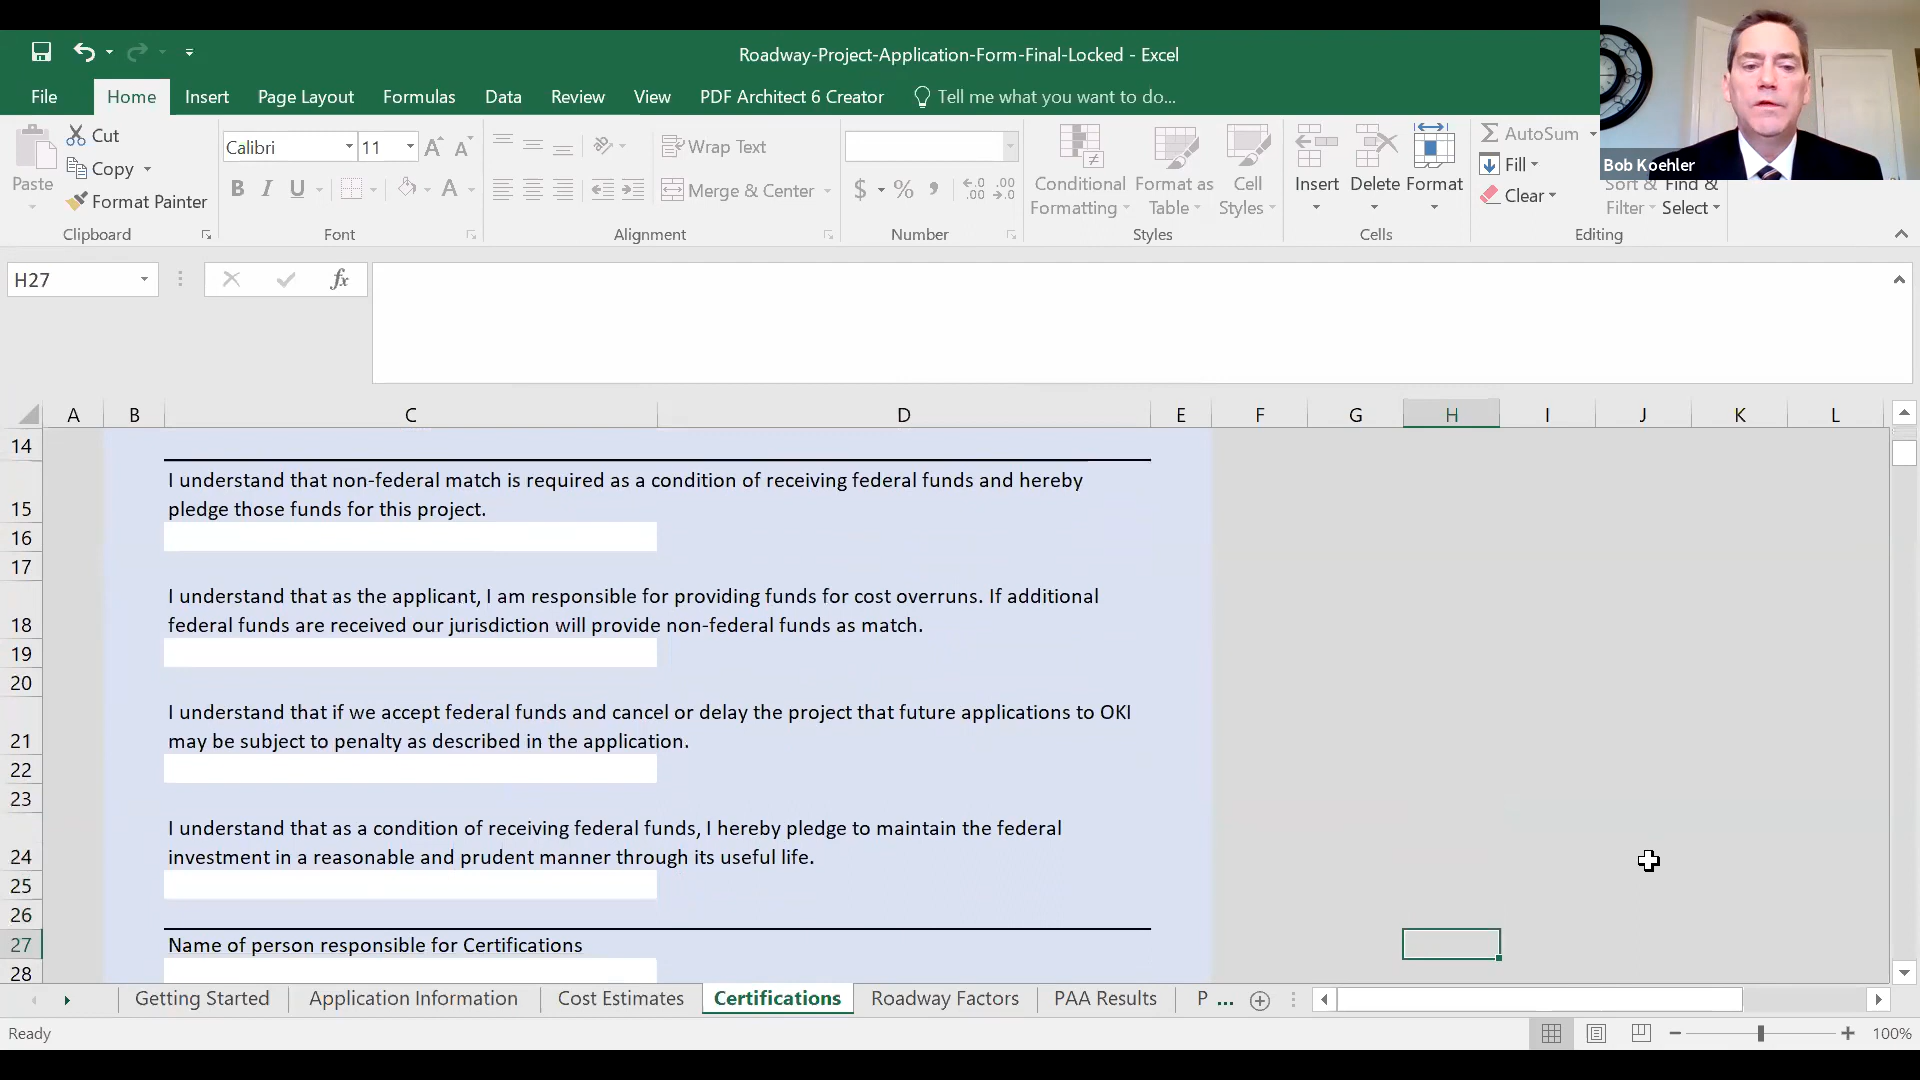 Roadway-Project-Application-Form-Final-Locked - Excel
File Home Insert Page Layout Formulas Data Review View PDF Architect 6 Creator Tell me what you want to do...
Cut
Copy
Format Painter
Paste
Clipboard
Calibri 11
B I U A
Font
Wrap Text
Merge & Center
Alignment
$ % ,
Number
Conditional
Formatting
Format as
Table
Cell
Styles
Styles
Insert Delete Format
Cells
AutoSum
Fill
Clear
Sort &
Filter
Find &
Select
Editing
Bob Koehler
H27
fx
A B C D E F G H I J K L
14
15 I understand that non-federal match is required as a condition of receiving federal funds and hereby
pledge those funds for this project.
16
17
18 I understand that as the applicant, I am responsible for providing funds for cost overruns. If additional
federal funds are received our jurisdiction will provide non-federal funds as match.
19
20
21 I understand that if we accept federal funds and cancel or delay the project that future applications to OKI
may be subject to penalty as described in the application.
22
23
24 I understand that as a condition of receiving federal funds, I hereby pledge to maintain the federal
investment in a reasonable and prudent manner through its useful life.
25
26
27 Name of person responsible for Certifications
28
Getting Started Application Information Cost Estimates Certifications Roadway Factors PAA Results P ...
Ready
100%